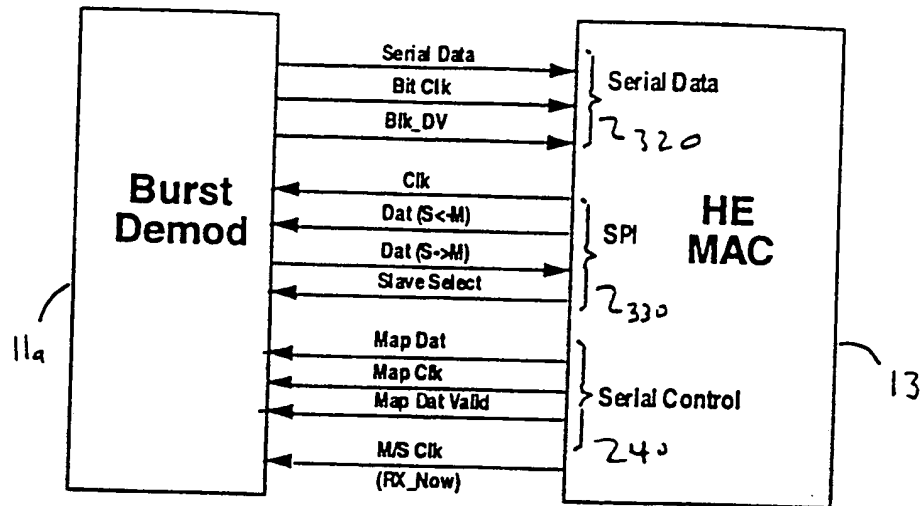 Serial Data
Bit Clk
Blk_DV
Serial Data
320
Burst
Demod
Clk
Dat (S<-M)
Dat (S->M)
Slave Select
SPI
330
HE
MAC
11a
13
Map Dat
Map Clk
Map Dat Valid
Serial Control
240
M/S Clk
(RX_Now)